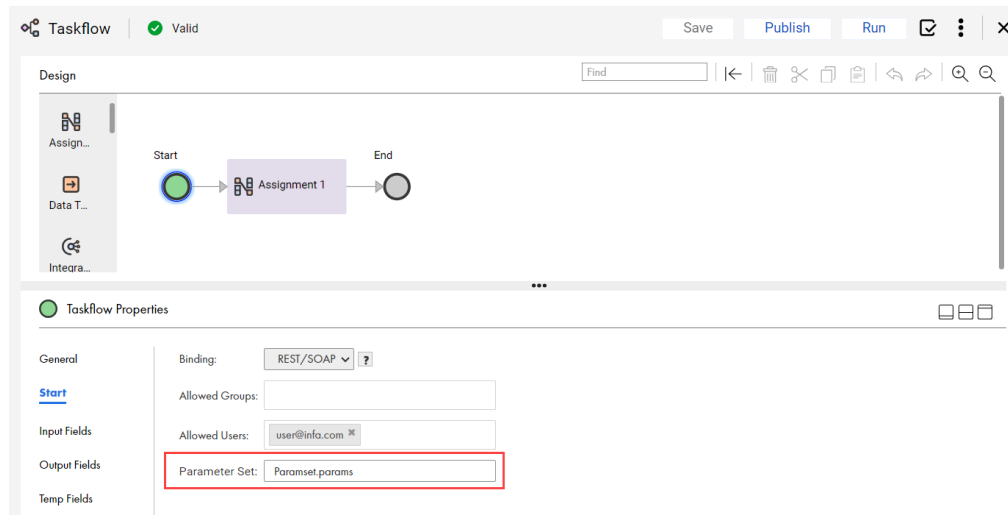 Taskflow Valid Save Publish Run
Design Find
Assign...
Start End
Assignment 1
Data T...
Integra...
Taskflow Properties
General Binding: REST/SOAP ?
Start Allowed Groups:
Input Fields Allowed Users: user@infa.com
Output Fields Parameter Set: Paramset.params
Temp Fields